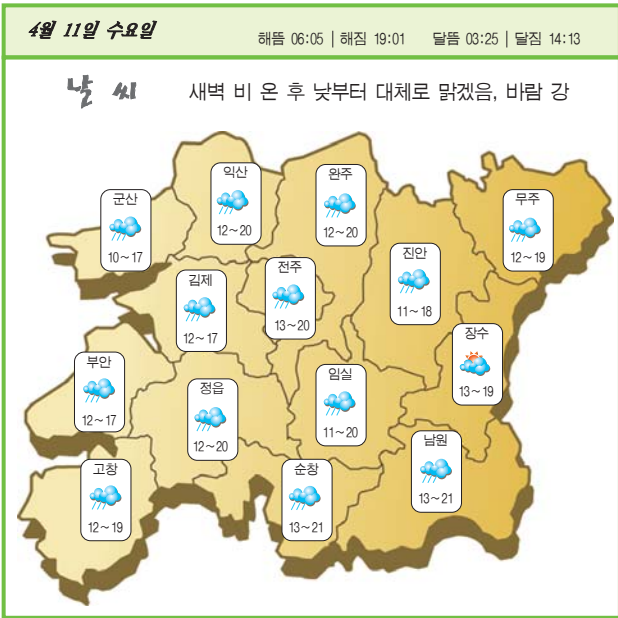 4월 11일 수요일
해뜸 06:05 | 해짐 19:01 달뜸 03:25 | 달짐 14:13
날 씨
새벽 비 온 후 낮부터 대체로 맑겠음, 바람 강
익산
12~20
완주
12~20
군산
10~17
무주
12~19
진안
11~18
전주
13~20
김제
12~17
장수
13~19
부안
12~17
임실
11~20
정읍
12~20
남원
13~21
고창
12~19
순창
13~21